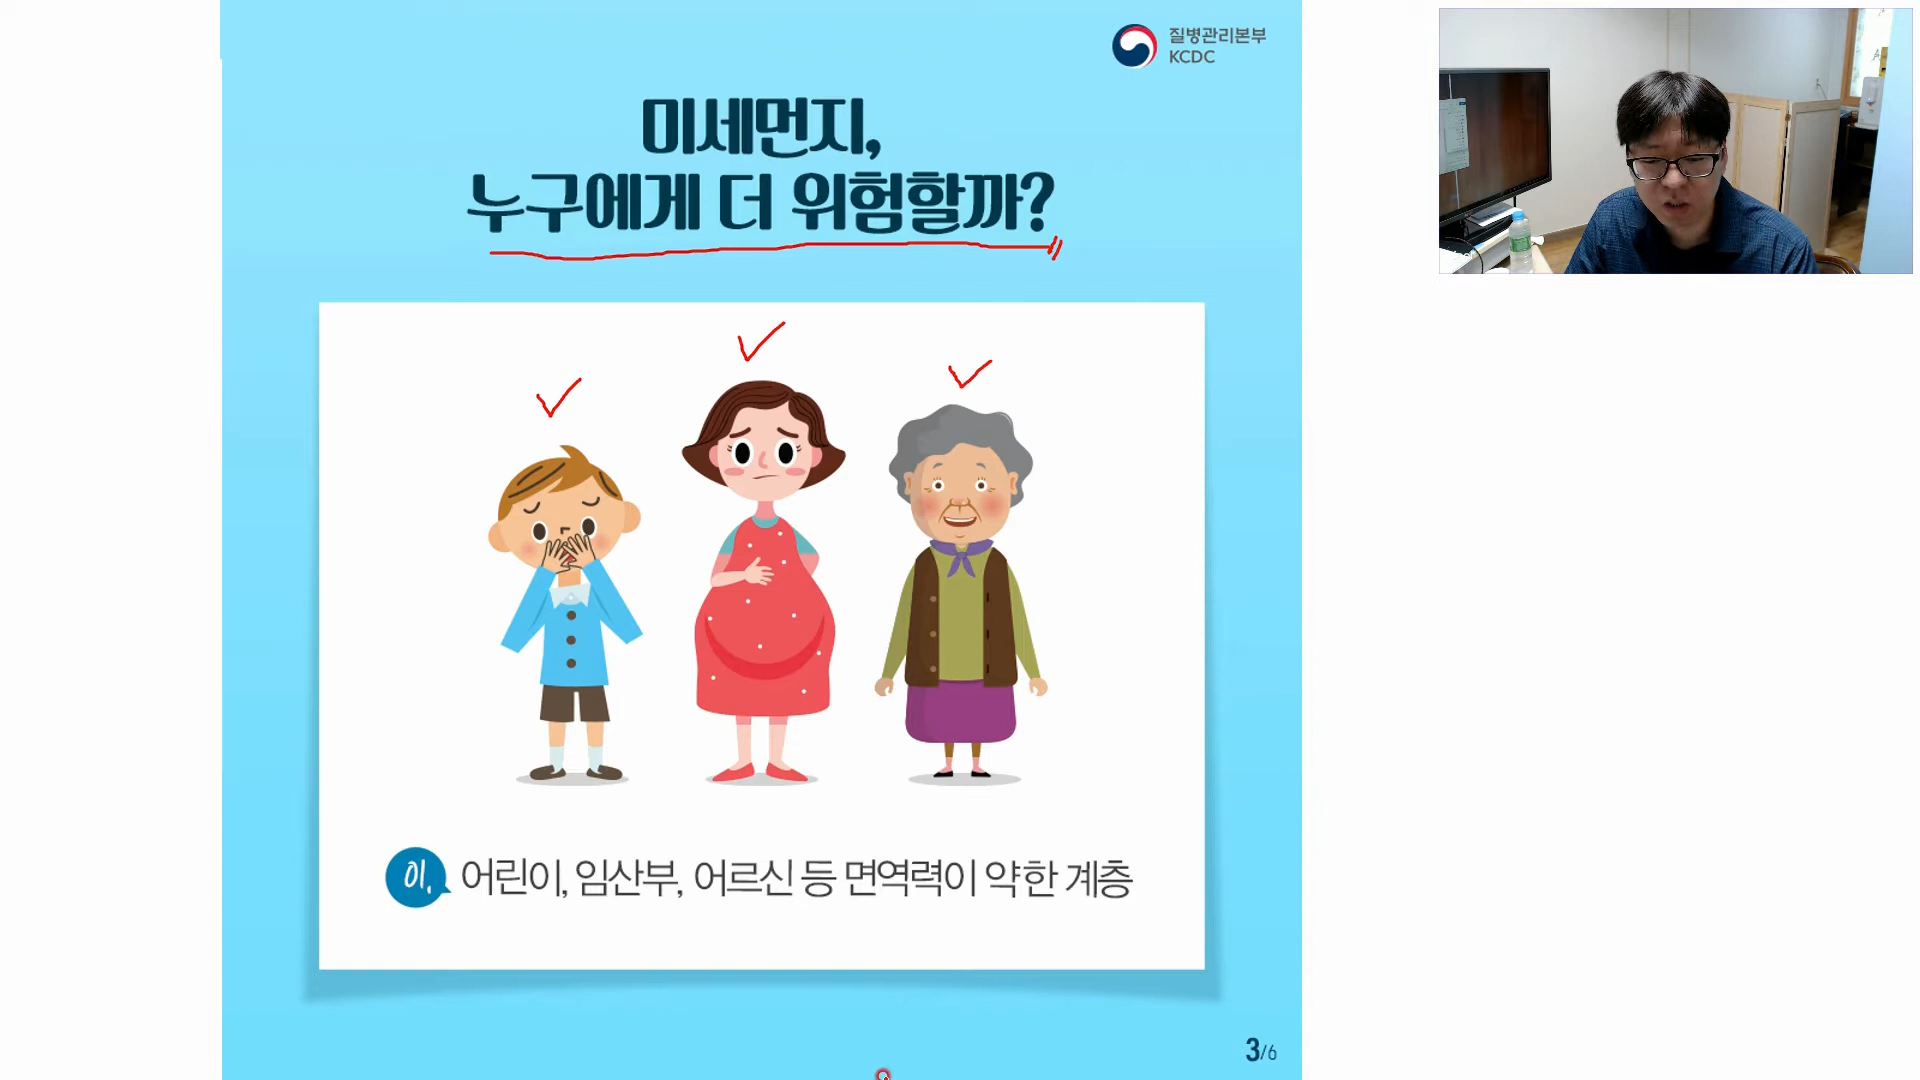 질병관리본부
KCDC
미세먼지,
누구에게 더 위험할까?
01. 어린이, 임산부, 어르신 등 면역력이 약한 계층
3/6